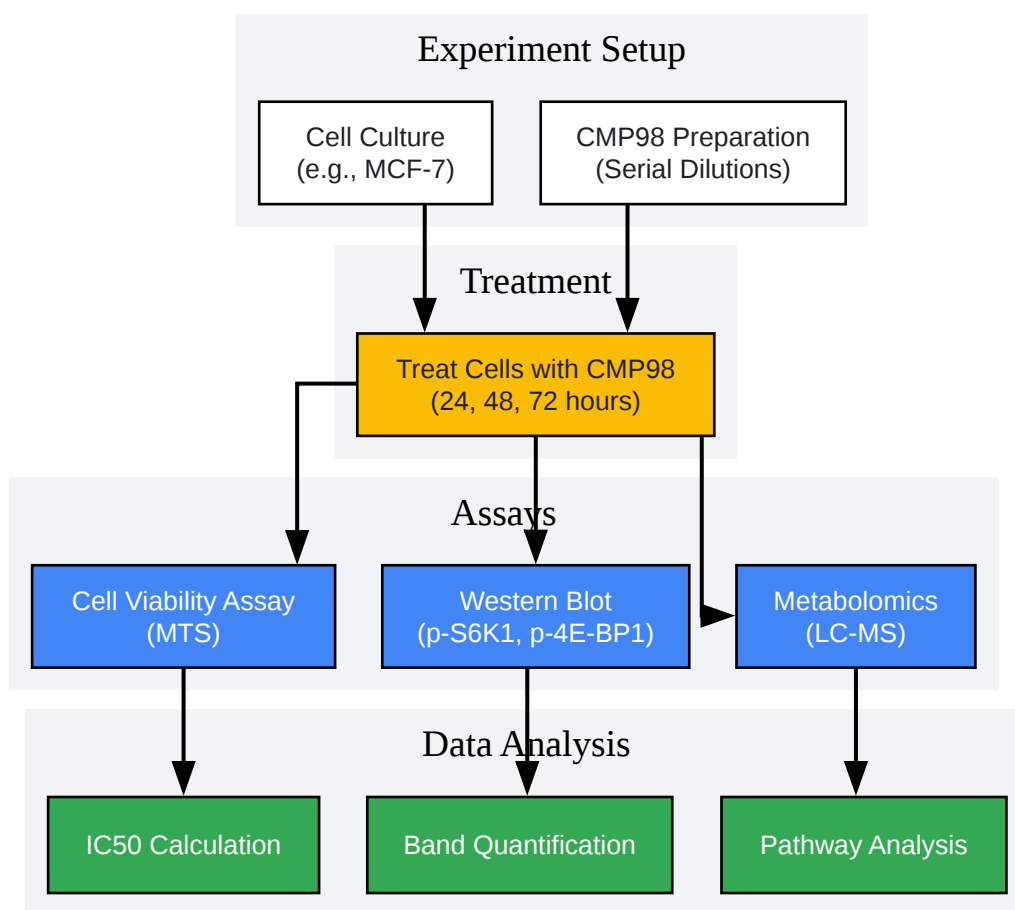 Experiment Setup
Cell Culture
(e.g., MCF-7)
CMP98 Preparation
(Serial Dilutions)
Treatment
Treat Cells with CMP98
(24, 48, 72 hours)
Assays
Cell Viability Assay
(MTS)
Western Blot
(p-S6K1, p-4E-BP1)
Metabolomics
(LC-MS)
Data Analysis
IC50 Calculation
Band Quantification
Pathway Analysis